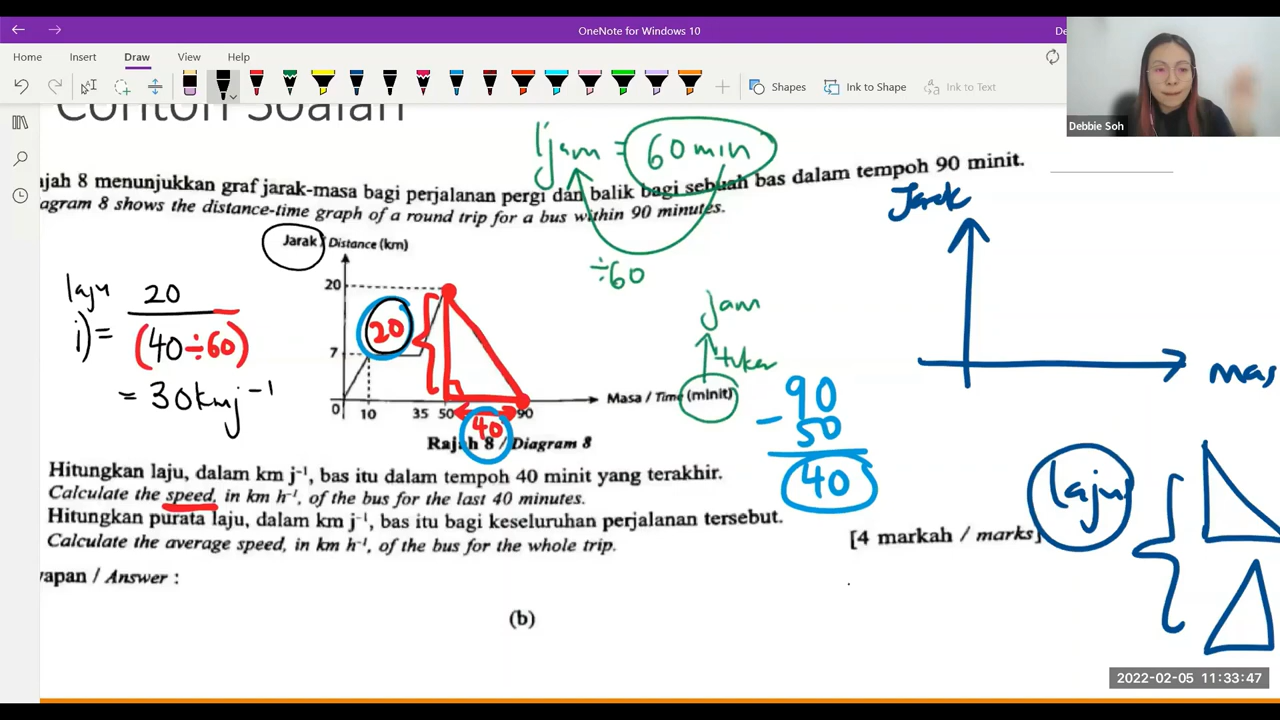 OneNote for Windows 10
De
Home
Insert
Draw
View
Help
Shapes
Ink to Shape
Ink to Text
Debbie Soh
Contoh Soalan
1jam = 60 min
ajah 8 menunjukkan graf jarak-masa bagi perjalanan pergi dan balik bagi sebuah bas dalam tempoh 90 minit.
agram 8 shows the distance-time graph of a round trip for a bus within 90 minutes.
÷60
Jarak / Distance (km)
20
7
0
10
35
50
90
Masa / Time (minit)
20
40
Rajah 8 / Diagram 8
laju
i) = 20
(40÷60)
= 30kmj⁻¹
jam
tukar
90
- 50
40
Jarak
mas
laju
Hitungkan laju, dalam km j⁻¹, bas itu dalam tempoh 40 minit yang terakhir.
Calculate the speed, in km h⁻¹, of the bus for the last 40 minutes.
Hitungkan purata laju, dalam km j⁻¹, bas itu bagi keseluruhan perjalanan tersebut.
Calculate the average speed, in km h⁻¹, of the bus for the whole trip.
[4 markah / marks]
wapan / Answer :
(b)
2022-02-05 11:33:47